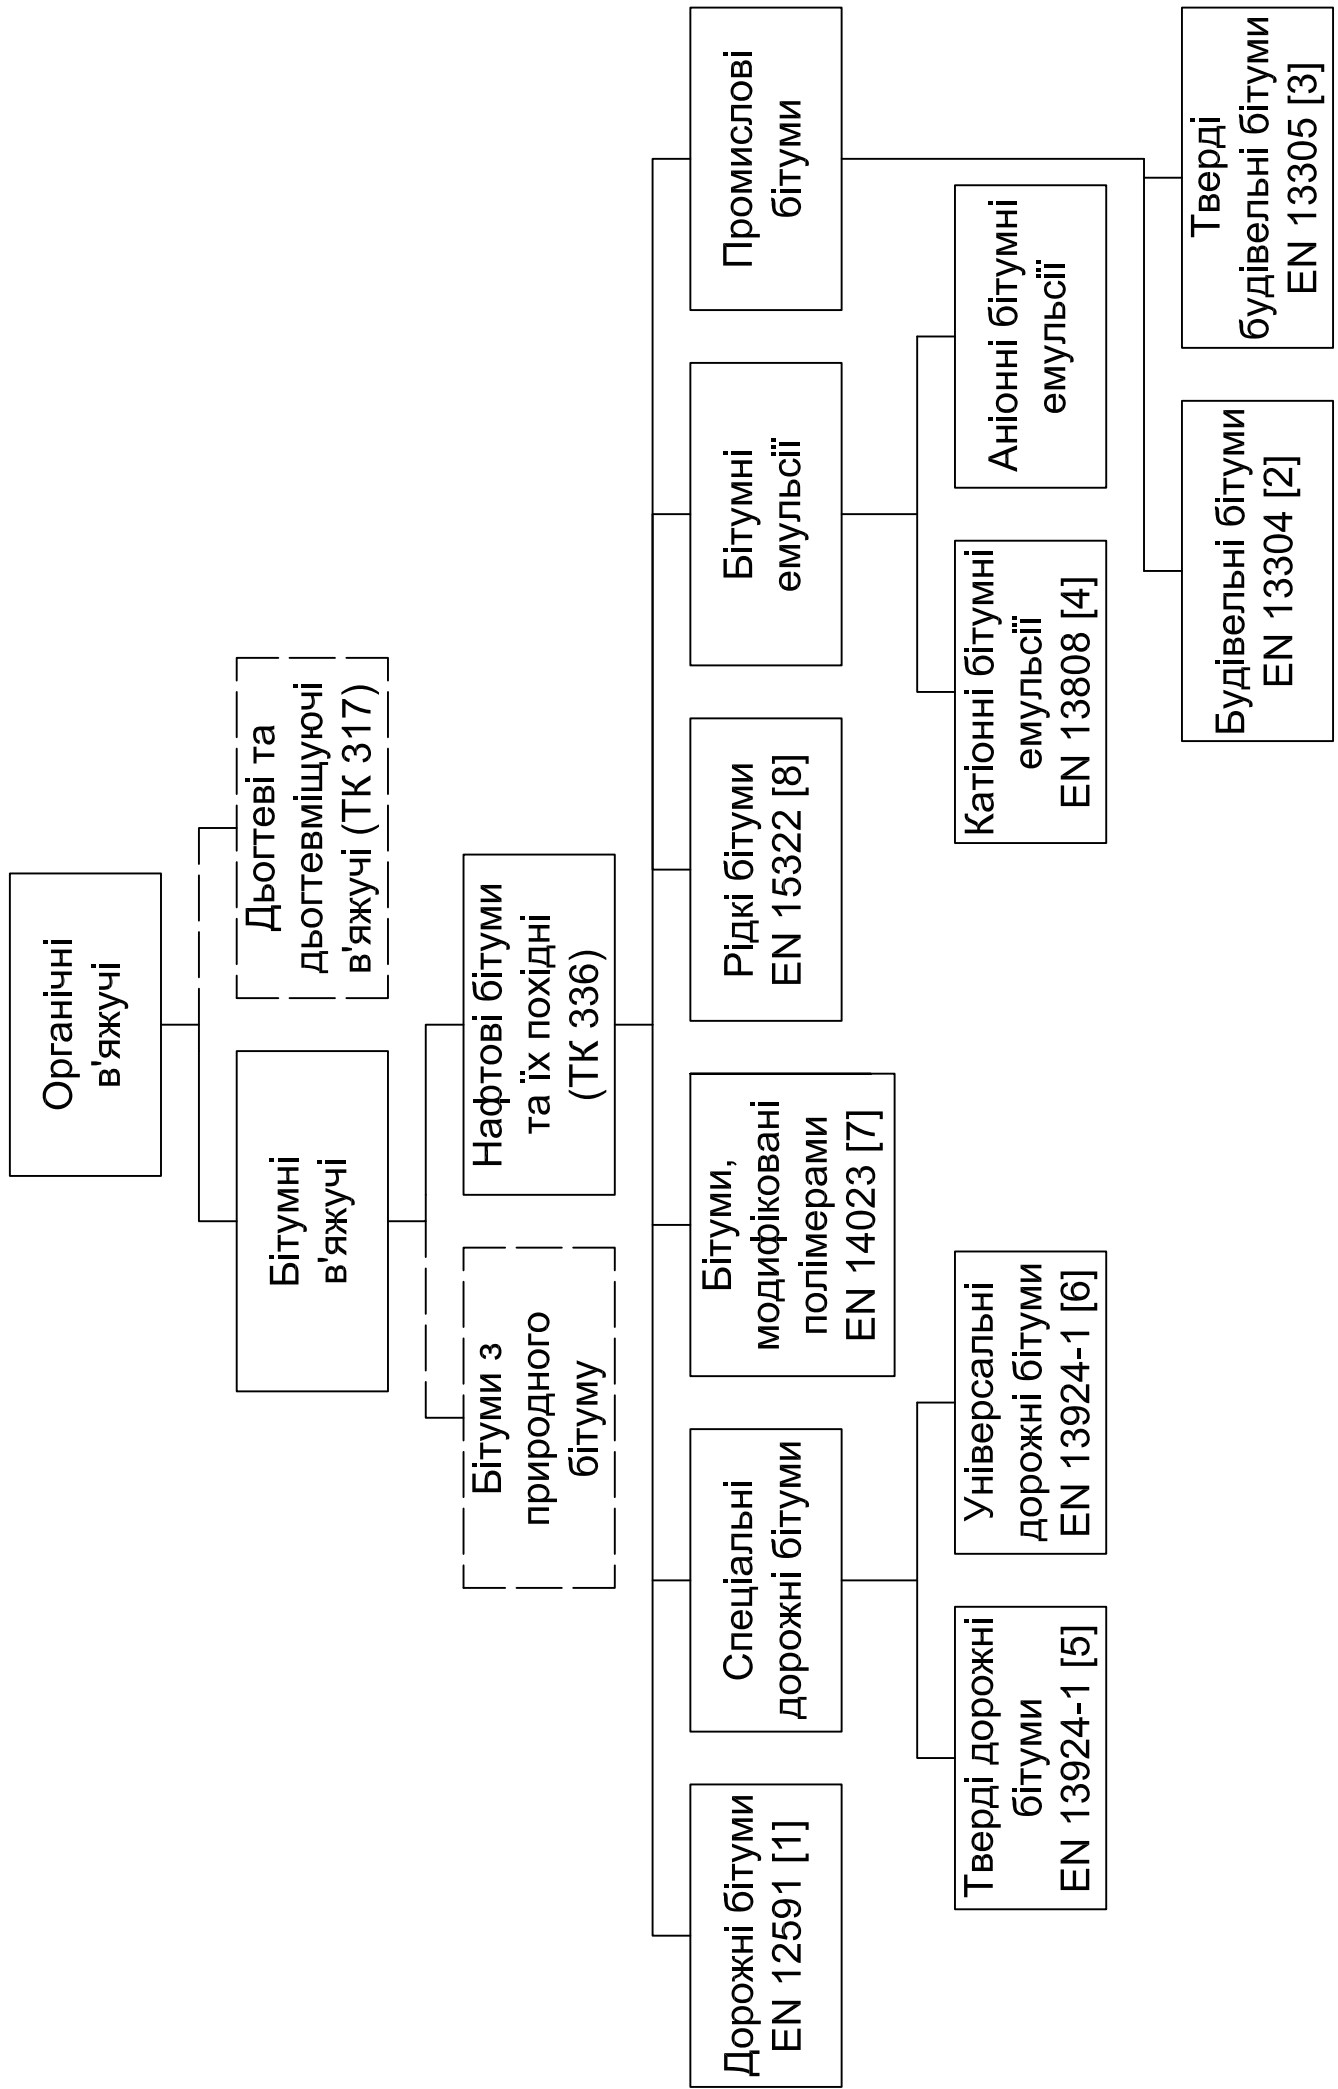 Органічні
в'яжучі
Бітумні
в'яжучі
Дьогтеві та
дьогтевміщуючі
в'яжучі (ТК 317)
Бітуми з
природного
бітуму
Нафтові бітуми
та їх похідні
(ТК 336)
Дорожні бітуми
EN 12591 [1]
Спеціальні
дорожні бітуми
Бітуми,
модифіковані
полімерами
EN 14023 [7]
Рідкі бітуми
EN 15322 [8]
Бітумні
емульсії
Промислові
бітуми
Тверді дорожні
бітуми
EN 13924-1 [5]
Універсальні
дорожні бітуми
EN 13924-1 [6]
Катіонні бітумні
емульсії
EN 13808 [4]
Аніонні бітумні
емульсії
Будівельні бітуми
EN 13304 [2]
Тверді
будівельні бітуми
EN 13305 [3]